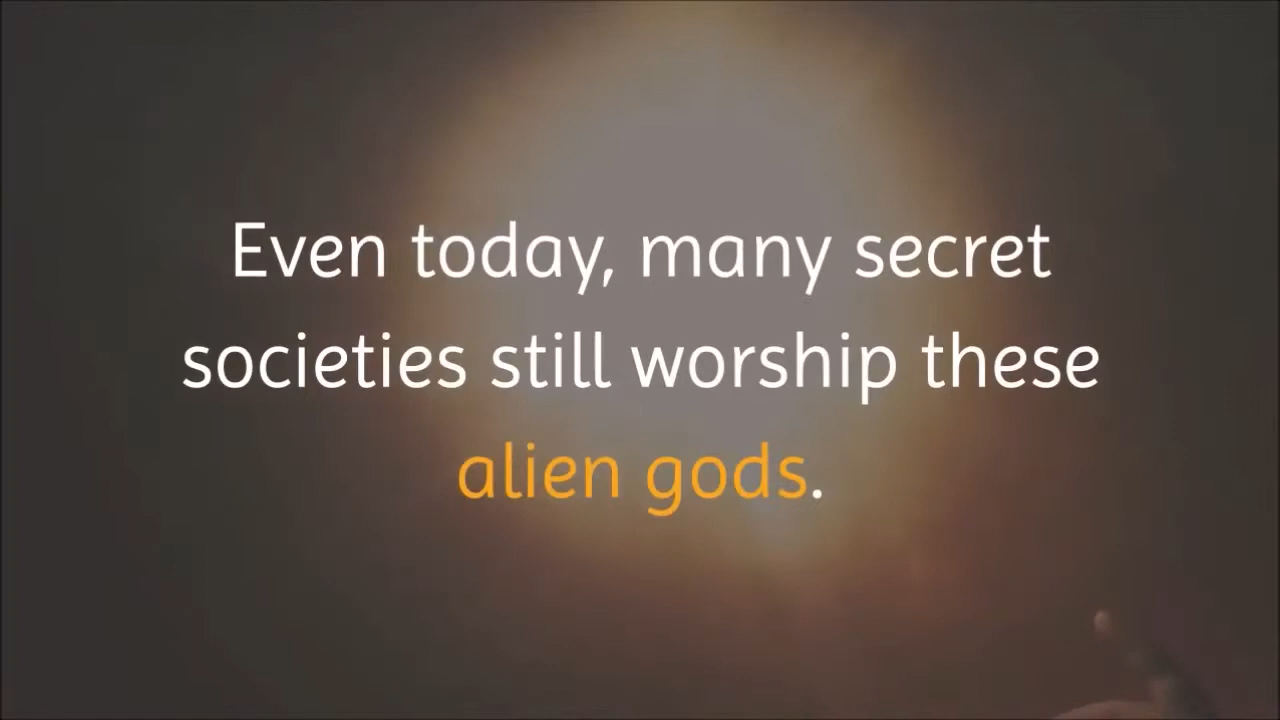 Even today, many secret
societies still worship these
alien gods.